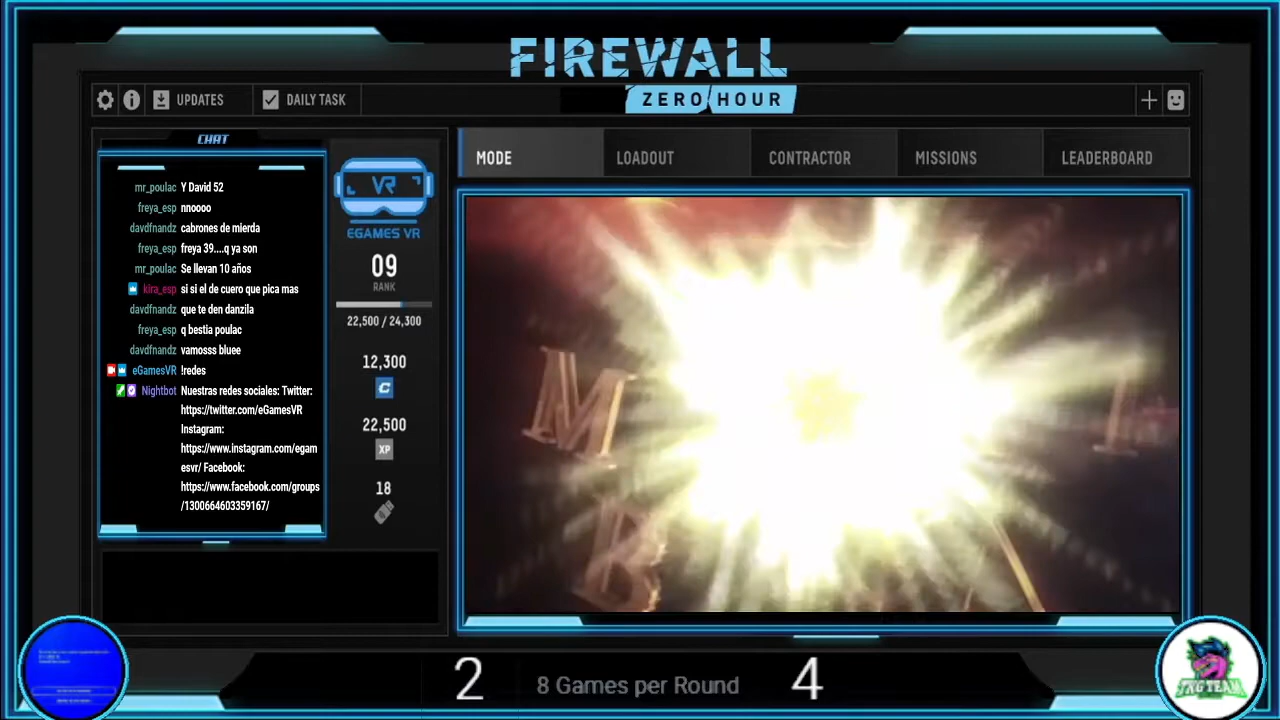 FIREWALL
ZERO HOUR
UPDATES
DAILY TASK
CHAT
mr_poulac Y David 52
freya_esp nnoooo
davdfnandz cabrones de mierda
freya_esp freya 39....q ya son
mr_poulac Se llevan 10 años
kira_esp si si el de cuero que pica mas
davdfnandz que te den danzila
freya_esp q bestia poulac
davdfnandz vamosss bluee
eGamesVR !redes
Nightbot Nuestras redes sociales: Twitter:
https://twitter.com/eGamesVR
Instagram:
https://www.instagram.com/egam
esvr/ Facebook:
https://www.facebook.com/groups
/1300664603359167/
VR
EGAMES VR
09
RANK
22,500 / 24,300
12,300
C
22,500
XP
18
MODE
LOADOUT
CONTRACTOR
MISSIONS
LEADERBOARD
M
2
8 Games per Round
4
TKG TEAM